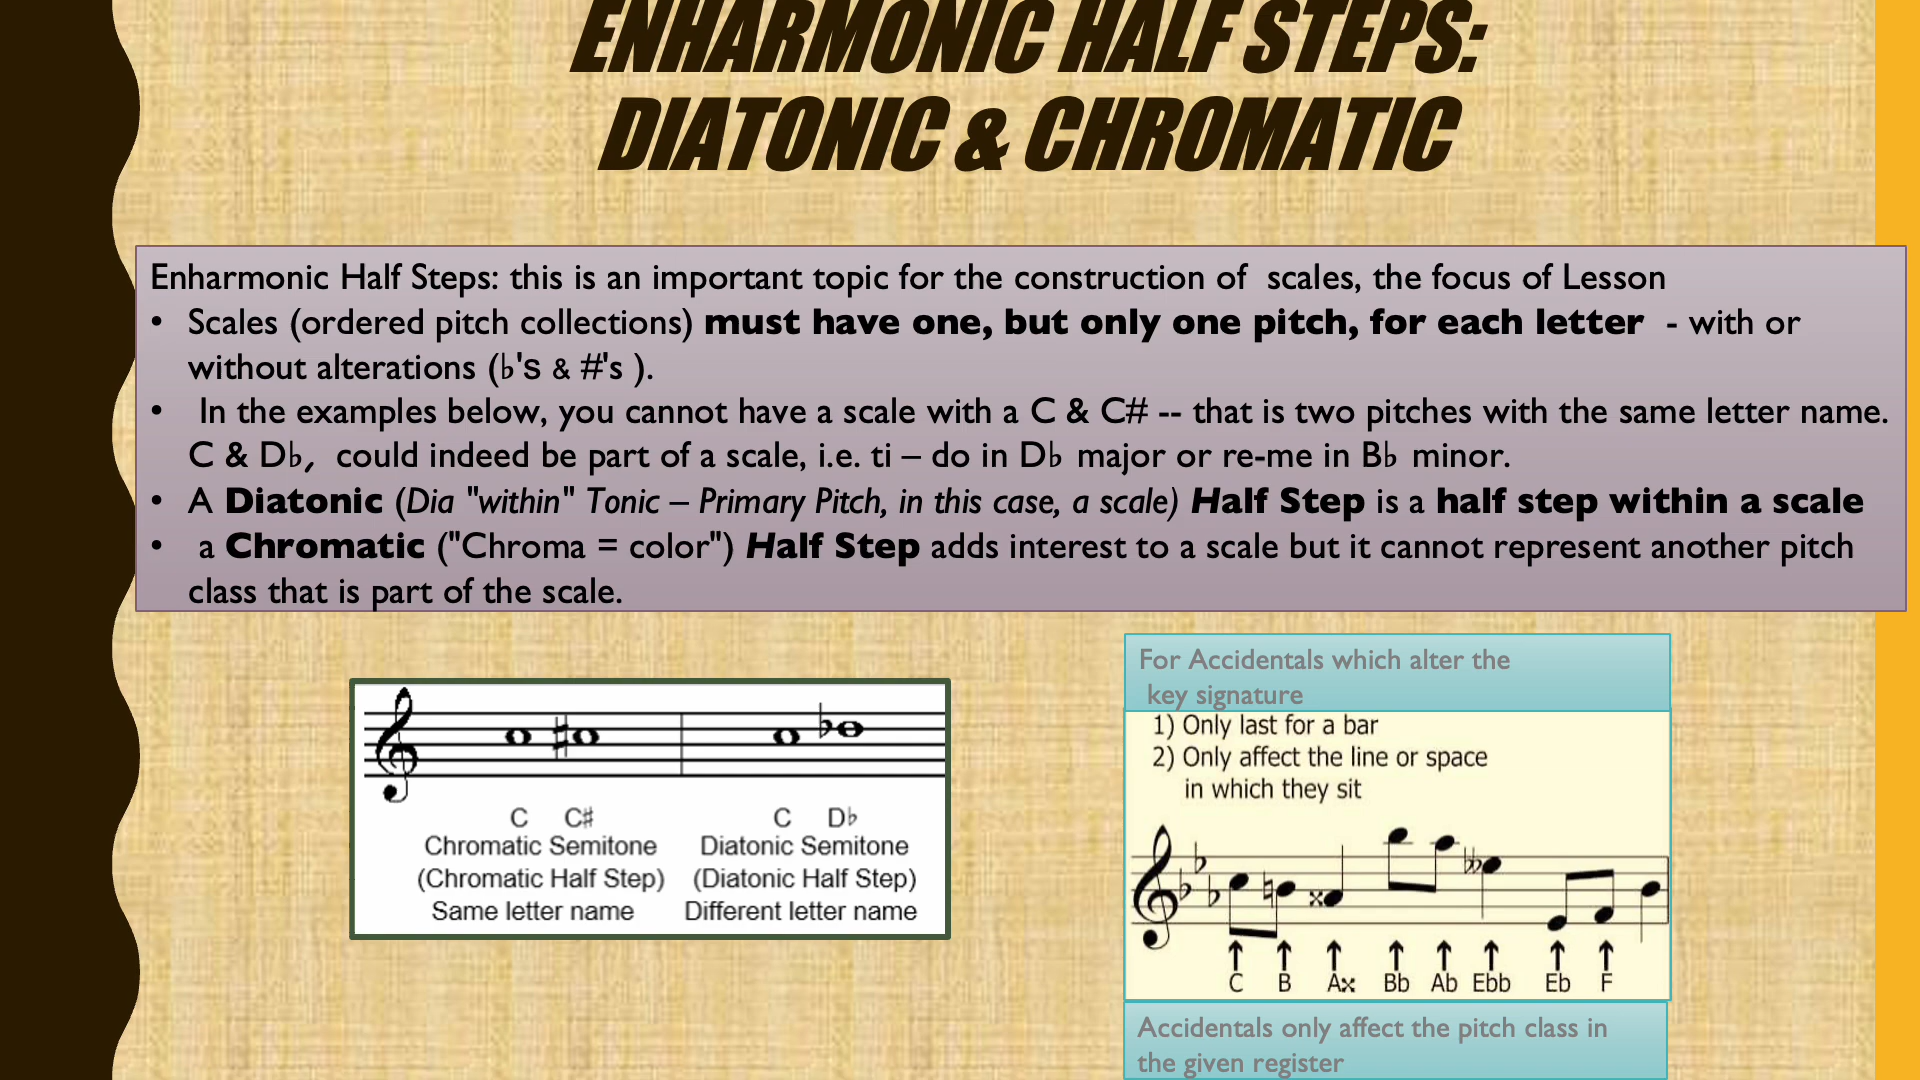 ENHARMONIC HALF STEPS:
DIATONIC & CHROMATIC
Enharmonic Half Steps: this is an important topic for the construction of  scales, the focus of Lesson
• Scales (ordered pitch collections) must have one, but only one pitch, for each letter  - with or
without alterations (♭'s & #'s ).
•  In the examples below, you cannot have a scale with a C & C# -- that is two pitches with the same letter name.
C & D♭,  could indeed be part of a scale, i.e. ti – do in D♭ major or re-me in B♭ minor.
• A Diatonic (Dia "within" Tonic – Primary Pitch, in this case, a scale) Half Step is a half step within a scale
•  a Chromatic ("Chroma = color") Half Step adds interest to a scale but it cannot represent another pitch
class that is part of the scale.
C C♯ C D♭
Chromatic Semitone Diatonic Semitone
(Chromatic Half Step) (Diatonic Half Step)
Same letter name Different letter name
For Accidentals which alter the
key signature
1) Only last for a bar
2) Only affect the line or space
in which they sit
C B Ax Bb Ab Ebb Eb F
Accidentals only affect the pitch class in
the given register